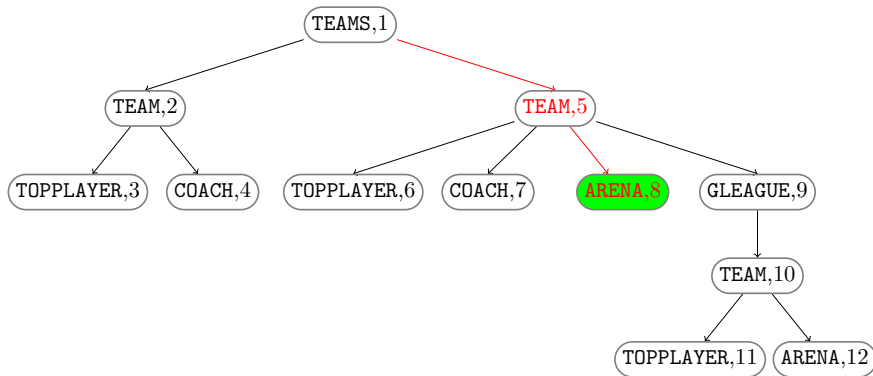 TEAMS,1
TEAM,2 TEAM,5
TOPPLAYER,3 COACH,4 TOPPLAYER,6 COACH,7 ARENA,8 GLEAGUE,9
TEAM,10
TOPPLAYER,11 ARENA,12